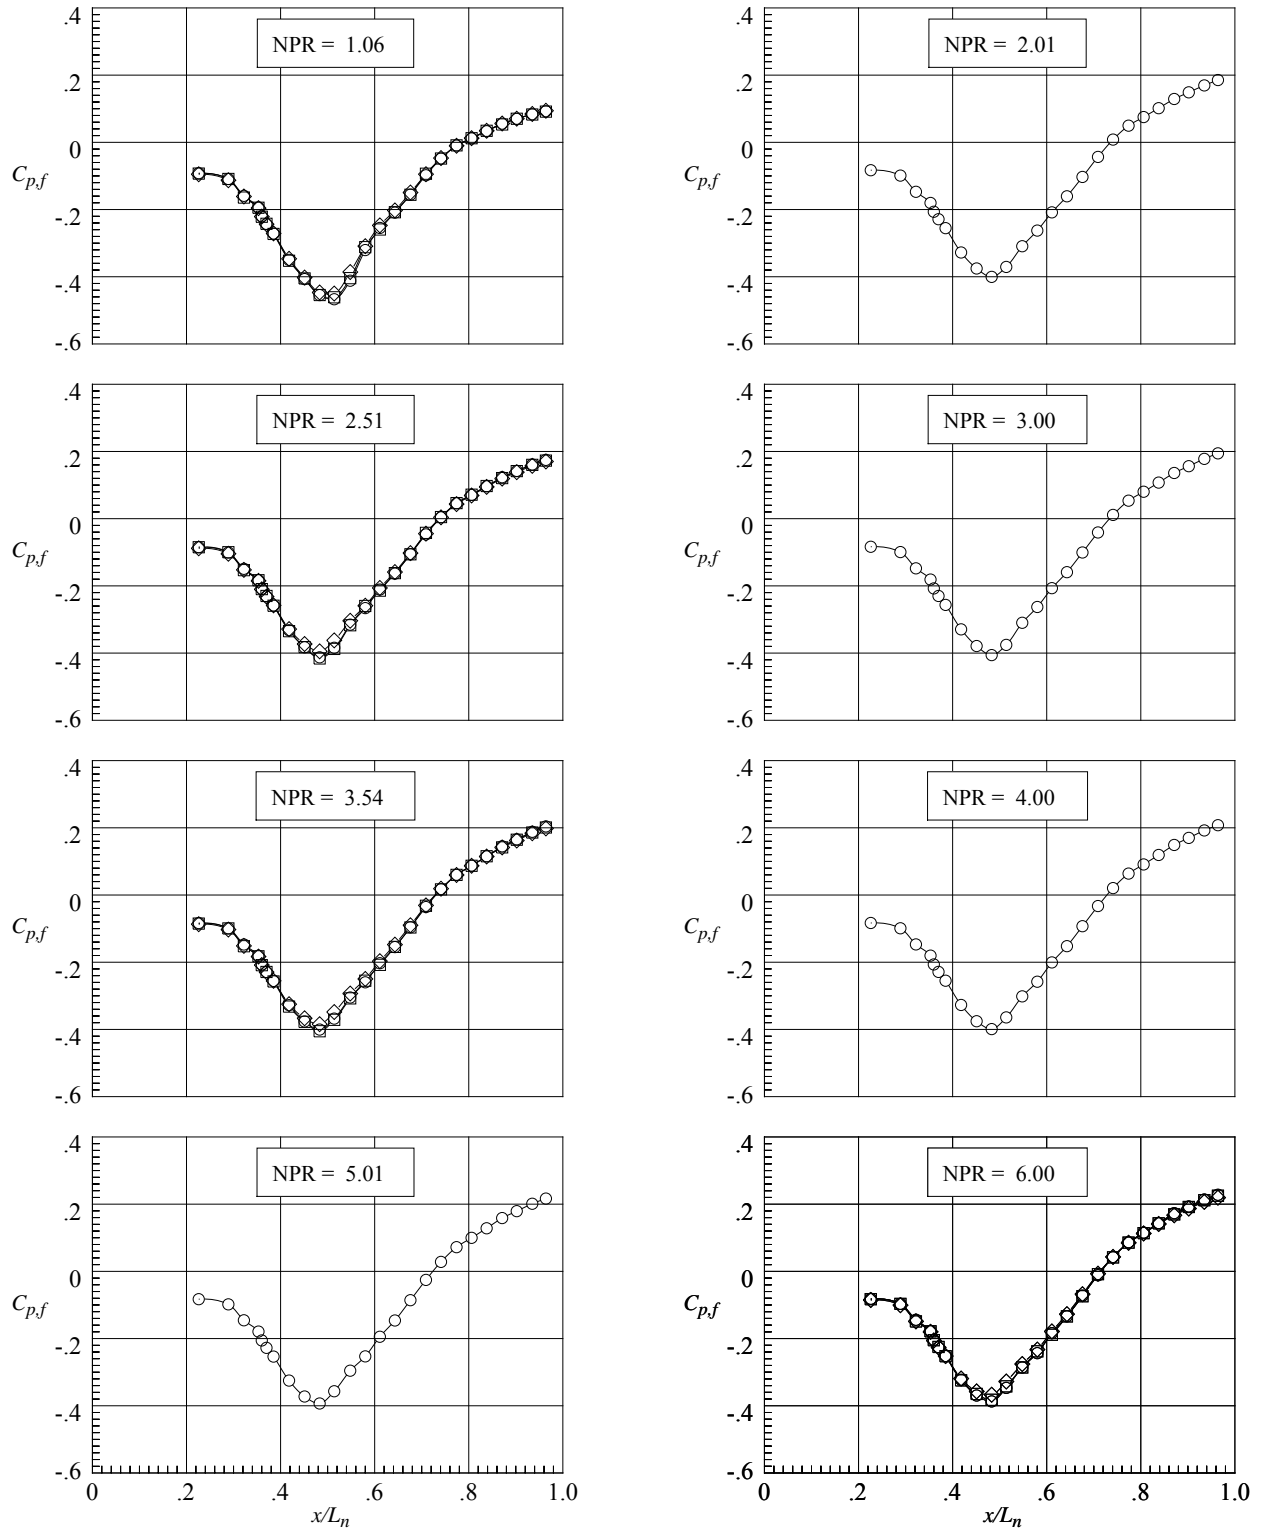 .4
NPR = 1.06
.2
0
C_{p,f}
-.2
-.4
-.6
.4
NPR = 2.01
.2
0
C_{p,f}
-.2
-.4
-.6
.4
NPR = 2.51
.2
0
C_{p,f}
-.2
-.4
-.6
.4
NPR = 3.00
.2
0
C_{p,f}
-.2
-.4
-.6
.4
NPR = 3.54
.2
0
C_{p,f}
-.2
-.4
-.6
.4
NPR = 4.00
.2
0
C_{p,f}
-.2
-.4
-.6
.4
NPR = 5.01
.2
0
C_{p,f}
-.2
-.4
-.6
0 .2 .4 .6 .8 1.0
x/L_n
.4
NPR = 6.00
.2
0
C_{p,f}
-.2
-.4
-.6
0 .2 .4 .6 .8 1.0
x/L_n